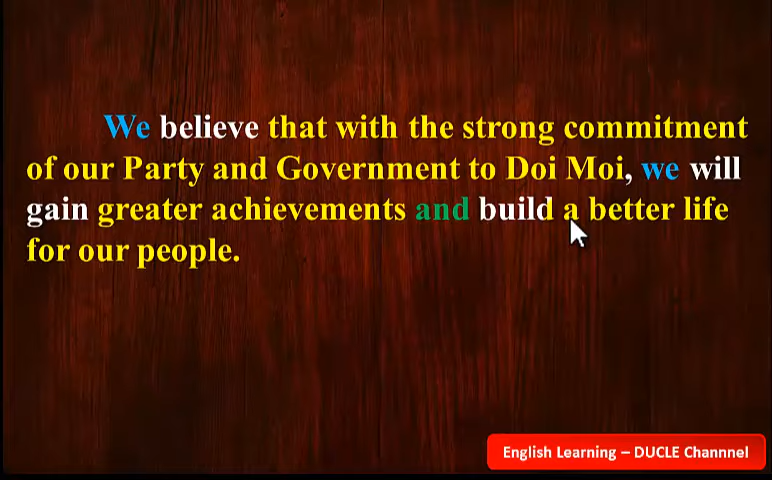 We believe that with the strong commitment
of our Party and Government to Doi Moi, we will
gain greater achievements and build a better life
for our people.
English Learning – DUCLE Channnel